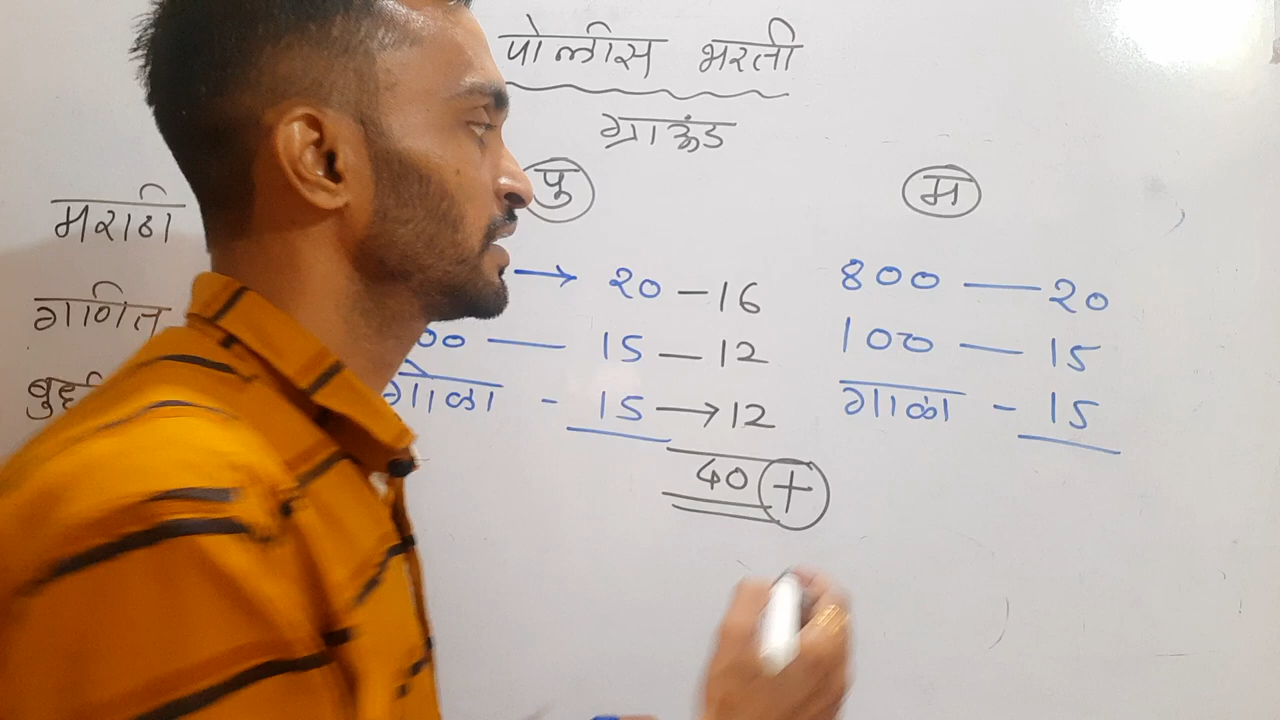 पोलीस भरती
ग्राऊंड
पु म
मराठी
गणित
→ 20 – 16
00 — 15 – 12
गोळा - 15 → 12
40 +
800 — 20
100 — 15
गोळा - 15